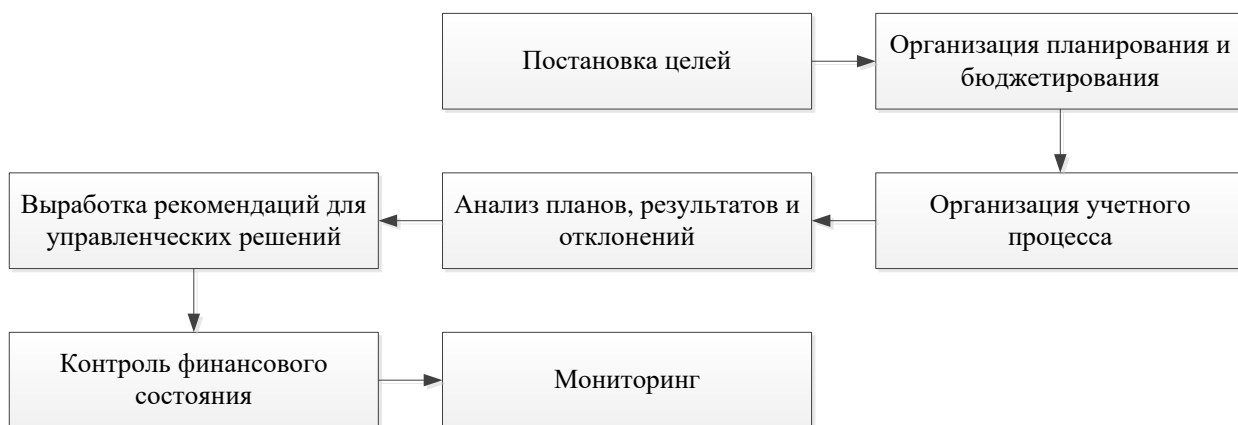 Постановка целей
Организация планирования и
бюджетирования
Организация учетного
процесса
Анализ планов, результатов и
отклонений
Выработка рекомендаций для
управленческих решений
Контроль финансового
состояния
Мониторинг